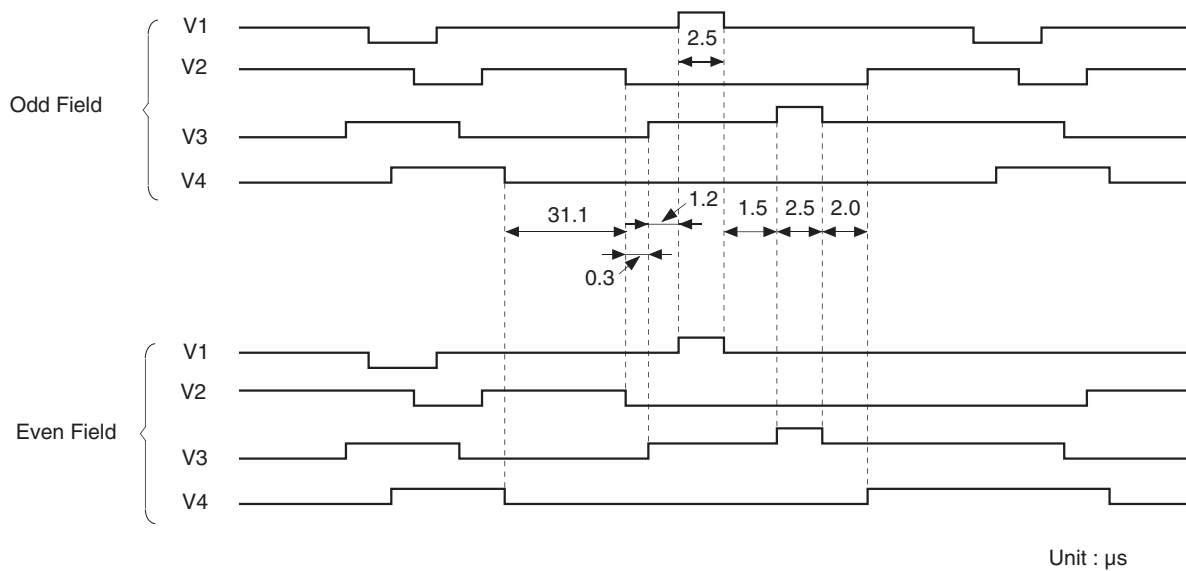 V1
2.5
V2
Odd Field
V3
V4
1.2
31.1
1.5 2.5 2.0
0.3
V1
V2
Even Field
V3
V4
Unit : μs